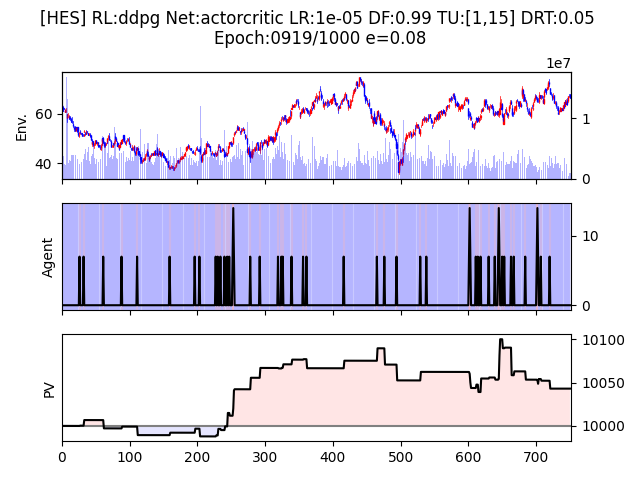 [HES] RL:ddpg Net:actorcritic LR:1e-05 DF:0.99 TU:[1,15] DRT:0.05
Epoch:0919/1000 e=0.08
1e7
Env.
60
40
1
0
Agent
10
0
PV
10100
10050
10000
0 100 200 300 400 500 600 700